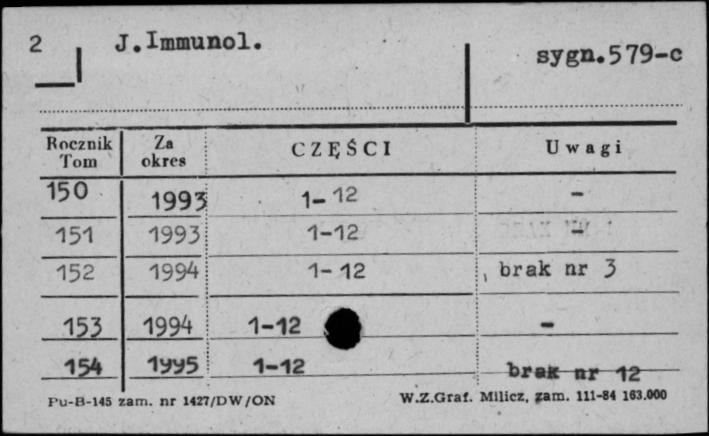 2 J.Immunol. sygn.579-c
Rocznik Tom Za okres CZĘŚCI Uwagi
150 1993 1-12 -
151 1993 1-12 -
152 1994 1-12 brak nr 3
153 1994 1-12 -
154 1995 1-12 brak nr 12
Pu-B-145 zam. nr 1427/DW/ON W.Z.Graf. Milicz, zam. 111-84 163.000